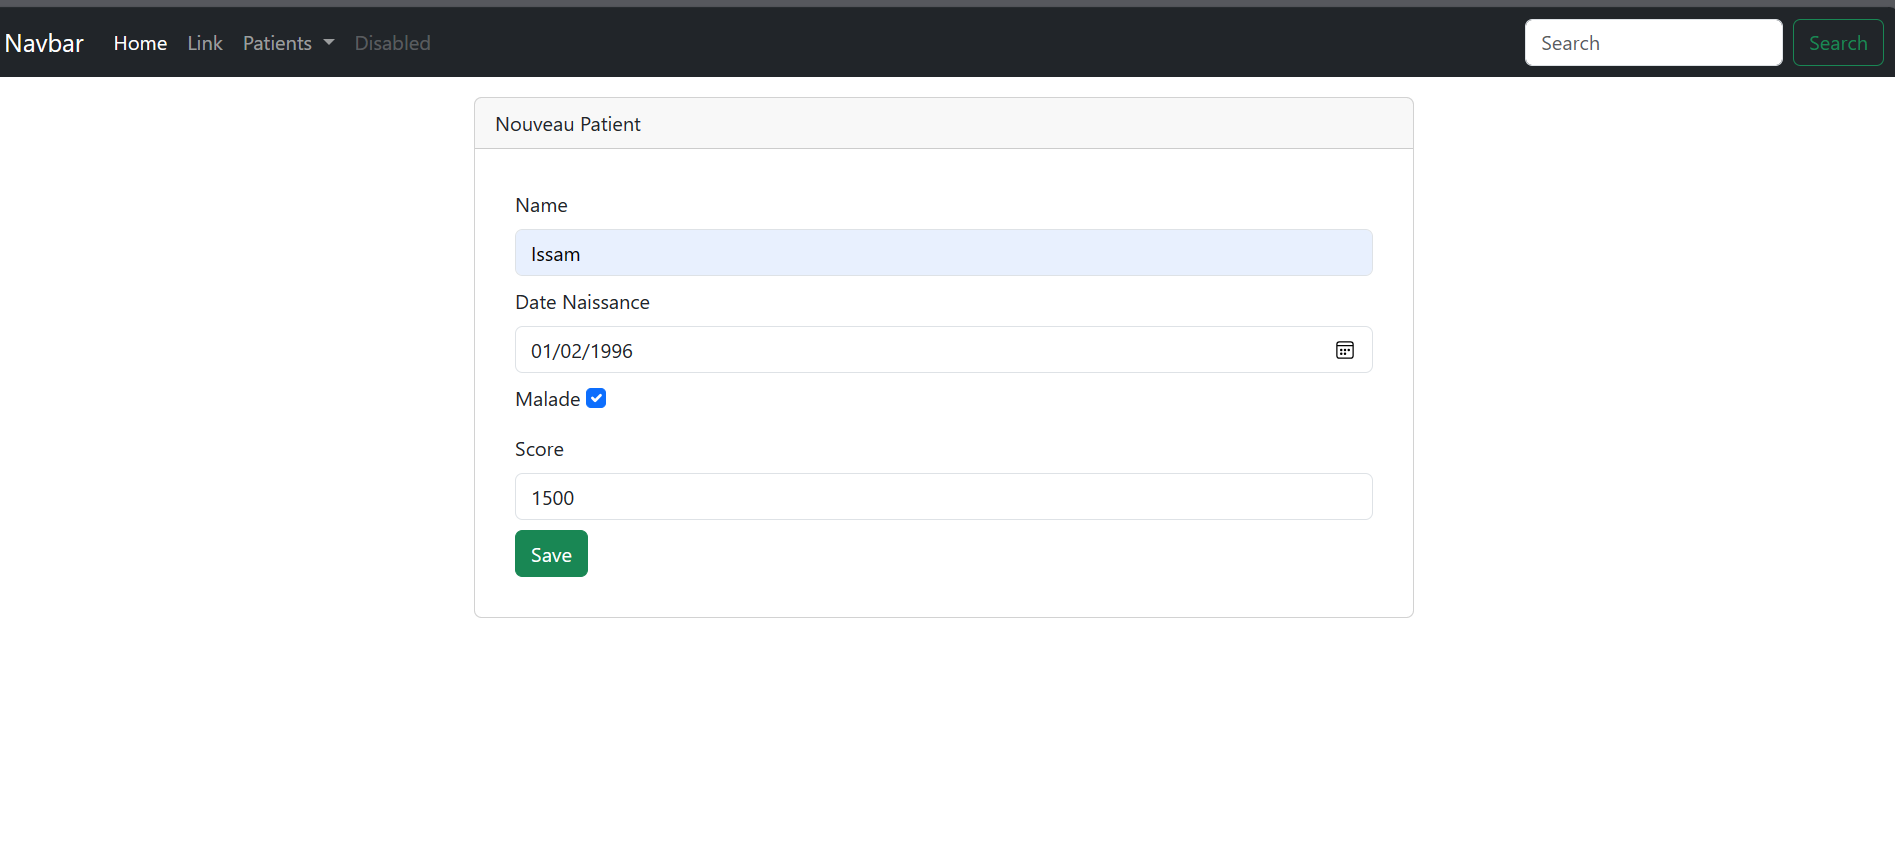 Navbar Home Link Patients Disabled Search Search
Nouveau Patient
Name
Issam
Date Naissance
01/02/1996
Malade
Score
1500
Save